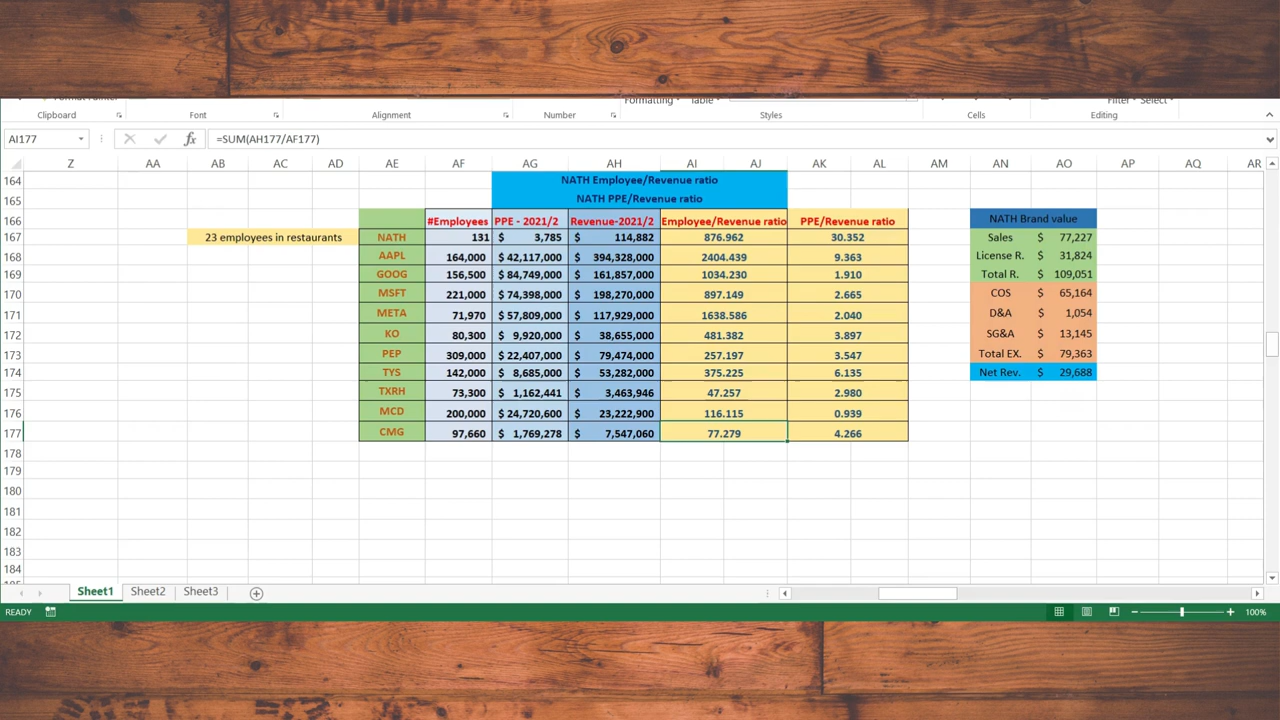 Formatting Table Filter Select
Clipboard Font Alignment Number Styles Cells Editing
AI177 fx =SUM(AH177/AF177)
Z AA AB AC AD AE AF AG AH AI AJ AK AL AM AN AO AP AQ AR
164 NATH Employee/Revenue ratio
165 NATH PPE/Revenue ratio
166 #Employees PPE - 2021/2 Revenue-2021/2 Employee/Revenue ratio PPE/Revenue ratio NATH Brand value
167 23 employees in restaurants NATH 131 $ 3,785 $ 114,882 876.962 30.352 Sales $ 77,227
168 AAPL 164,000 $ 42,117,000 $ 394,328,000 2404.439 9.363 License R. $ 31,824
169 GOOG 156,500 $ 84,749,000 $ 161,857,000 1034.230 1.910 Total R. $ 109,051
170 MSFT 221,000 $ 74,398,000 $ 198,270,000 897.149 2.665 COS $ 65,164
171 META 71,970 $ 57,809,000 $ 117,929,000 1638.586 2.040 D&A $ 1,054
172 KO 80,300 $ 9,920,000 $ 38,655,000 481.382 3.897 SG&A $ 13,145
173 PEP 309,000 $ 22,407,000 $ 79,474,000 257.197 3.547 Total EX. $ 79,363
174 TYS 142,000 $ 8,685,000 $ 53,282,000 375.225 6.135 Net Rev. $ 29,688
175 TXRH 73,300 $ 1,162,441 $ 3,463,946 47.257 2.980
176 MCD 200,000 $ 24,720,600 $ 23,222,900 116.115 0.939
177 CMG 97,660 $ 1,769,278 $ 7,547,060 77.279 4.266
178
179
180
181
182
183
184
Sheet1 Sheet2 Sheet3
READY 100%